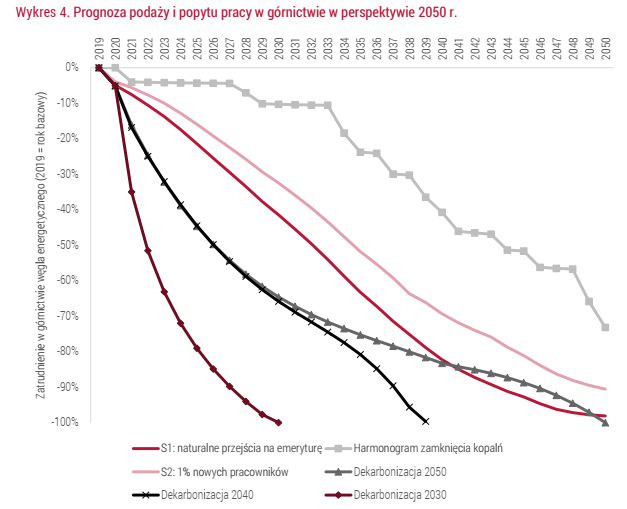 Wykres 4. Prognoza podaży i popytu pracy w górnictwie w perspektywie 2050 r.
2019 2020 2021 2022 2023 2024 2025 2026 2027 2028 2029 2030 2031 2032 2033 2034 2035 2036 2037 2038 2039 2040 2041 2042 2043 2044 2045 2046 2047 2048 2049 2050
Zatrudnienie w górnictwie węgla energetycznego (2019 = rok bazowy)
0%
-10%
-20%
-30%
-40%
-50%
-60%
-70%
-80%
-90%
-100%
S1: naturalne przejścia na emeryturę
Harmonogram zamknięcia kopalń
S2: 1% nowych pracowników
Dekarbonizacja 2050
Dekarbonizacja 2040
Dekarbonizacja 2030